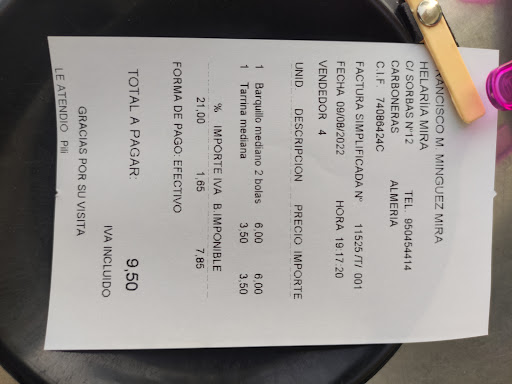 RANCISCO M. MINGUEZ MIRA
HELARÍIA MIRA
C/ SORBAS Nº12 TEL 950454414
CARBONERAS ALMERIA
C.I.F. 74086424C
FACTURA SIMPLIFICADA Nº 11525 /T/ 001
FECHA 09/08/2022 HORA 19.17.20
VENDEDOR 4
UNID DESCRIPCION PRECIO IMPORTE
1 Barquillo mediano 2 bolas 6,00 6,00
1 Tarrina mediana 3,50 3,50
% IMPORTE IVA B.IMPONIBLE
21,00 1,65 7,85
FORMA DE PAGO: EFECTIVO
TOTAL A PAGAR: 9,50
IVA INCLUIDO
GRACIAS POR SU VISITA
LE ATENDIO Pili